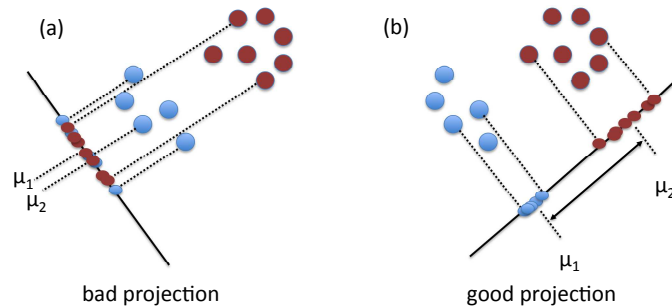 (a)
(b)
μ1
μ2
μ2
μ1
bad projection
good projection